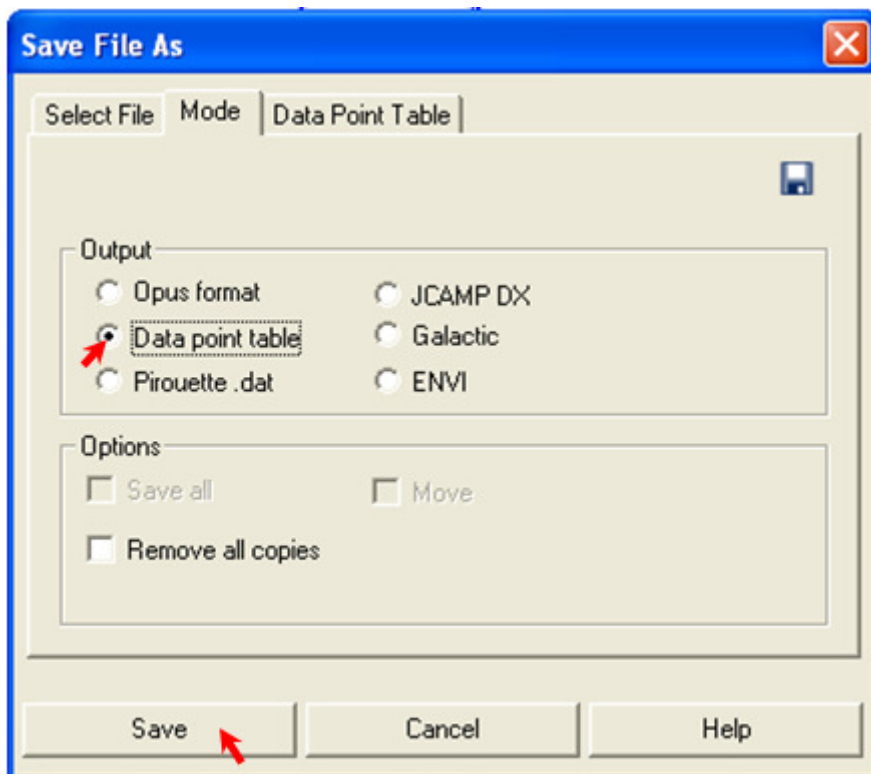 Save File As
Select File Mode Data Point Table
Output
Opus format JCAMP DX
Data point table Galactic
Pirouette .dat ENVI
Options
Save all Move
Remove all copies
Save Cancel Help